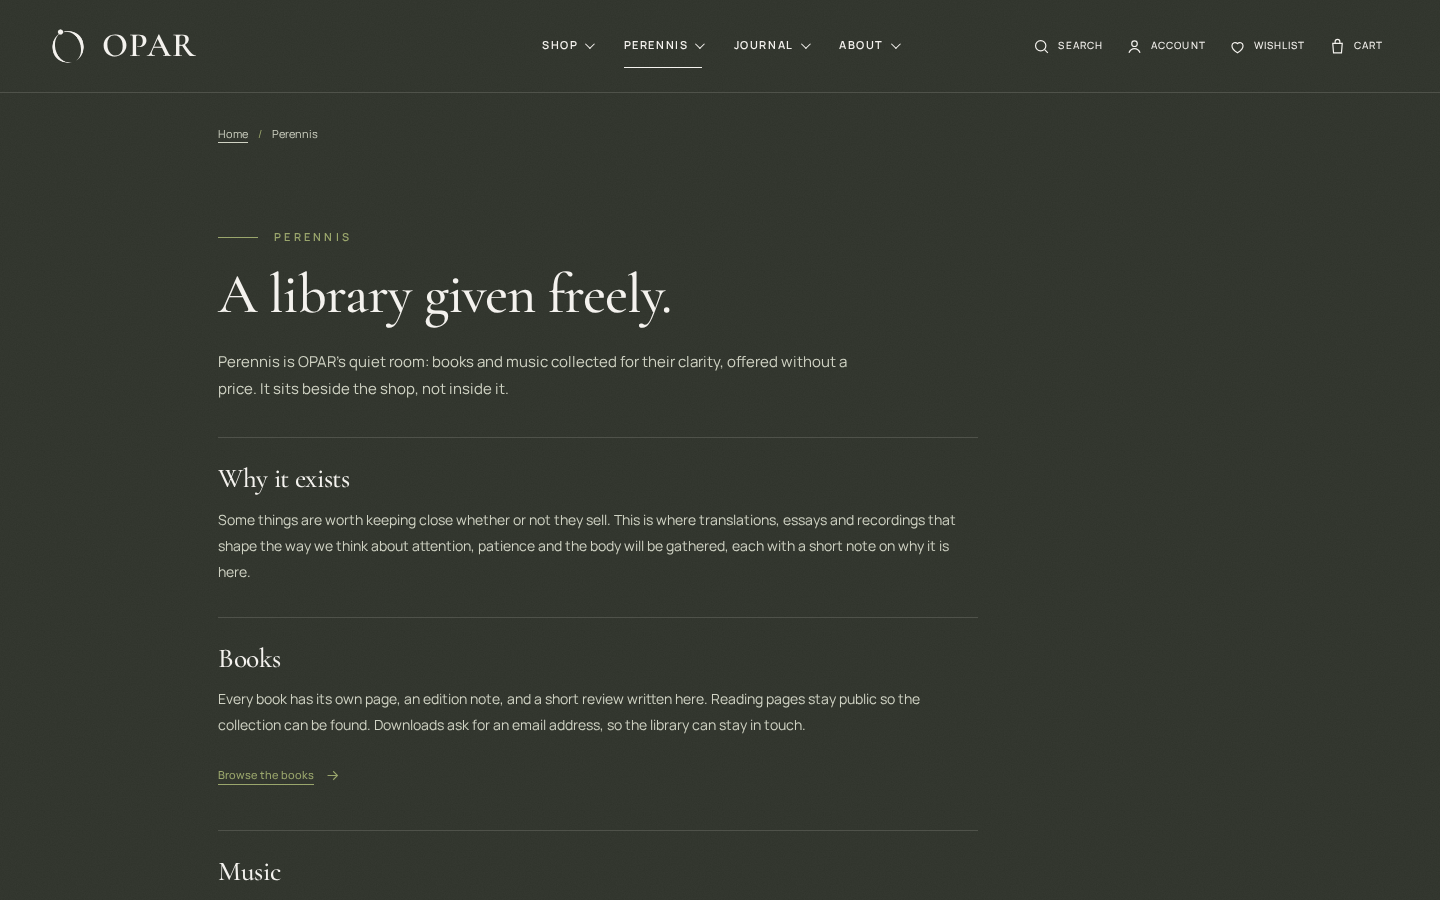 OPAR
SHOP
PERENNIS
JOURNAL
ABOUT
SEARCH
ACCOUNT
WISHLIST
CART
Home / Perennis
PERENNIS
A library given freely.
Perennis is OPAR's quiet room: books and music collected for their clarity, offered without a
price. It sits beside the shop, not inside it.
Why it exists
Some things are worth keeping close whether or not they sell. This is where translations, essays and recordings that
shape the way we think about attention, patience and the body will be gathered, each with a short note on why it is
here.
Books
Every book has its own page, an edition note, and a short review written here. Reading pages stay public so the
collection can be found. Downloads ask for an email address, so the library can stay in touch.
Browse the books →
Music